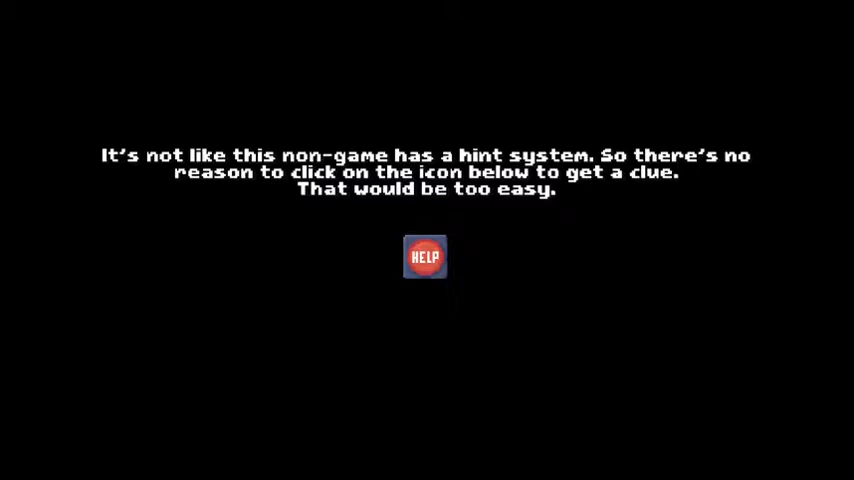 It's not like this non-game has a hint system. So there's no
reason to click on the icon below to get a clue.
That would be too easy.
HELP